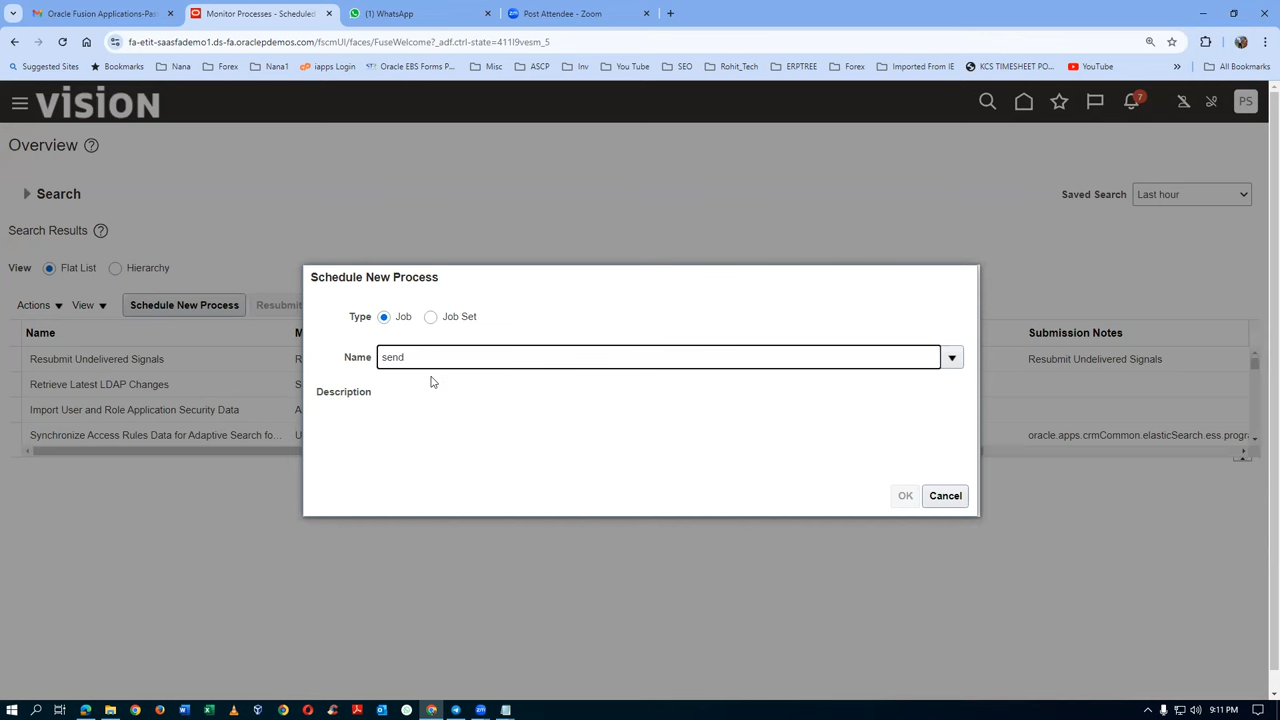 Oracle Fusion Applications-Pas
Monitor Processes - Scheduled
(1) WhatsApp
Post Attendee - Zoom
fa-etit-saasfademo1.ds-fa.oraclepdemos.com/fscmUI/faces/FuseWelcome?_adf.ctrl-state=411l9vesm_5
Suggested Sites
Bookmarks
Nana
Forex
Nana1
iapps Login
Oracle EBS Forms P...
Misc
ASCP
Inv
You Tube
SEO
Rohit_Tech
ERPTREE
Forex
Imported From IE
KCS TIMESHEET PO...
YouTube
All Bookmarks
VISION
7
PS
Overview
Search
Saved Search
Last hour
Search Results
View
Flat List
Hierarchy
Actions
View
Schedule New Process
Resubmit
Name
M
Submission Notes
Resubmit Undelivered Signals
R
Resubmit Undelivered Signals
Retrieve Latest LDAP Changes
S
Import User and Role Application Security Data
A
Synchronize Access Rules Data for Adaptive Search fo...
U
oracle.apps.crmCommon.elasticSearch.ess.progra
Schedule New Process
Type
Job
Job Set
Name
send
Description
OK
Cancel
ENG
9:11 PM